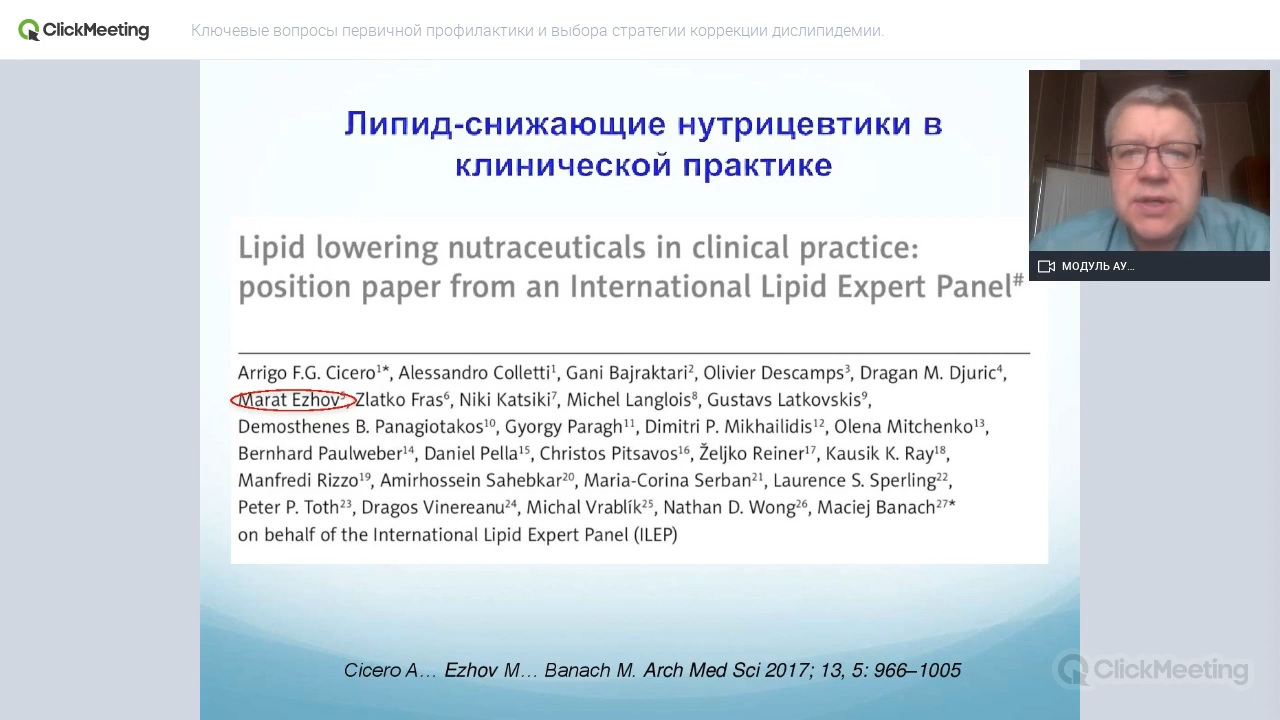 ClickMeeting
Ключевые вопросы первичной профилактики и выбора стратегии коррекции дислипидемии.
Липид-снижающие нутрицевтики в
клинической практике
Lipid lowering nutraceuticals in clinical practice:
position paper from an International Lipid Expert Panel#
МОДУЛЬ АУ...
Arrigo F.G. Cicero1*, Alessandro Colletti1, Gani Bajraktari2, Olivier Descamps3, Dragan M. Djuric4,
Marat Ezhov5, Zlatko Fras6, Niki Katsiki7, Michel Langlois8, Gustavs Latkovskis9,
Demosthenes B. Panagiotakos10, Gyorgy Paragh11, Dimitri P. Mikhailidis12, Olena Mitchenko13,
Bernhard Paulweber14, Daniel Pella15, Christos Pitsavos16, Željko Reiner17, Kausik K. Ray18,
Manfredi Rizzo19, Amirhossein Sahebkar20, Maria-Corina Serban21, Laurence S. Sperling22,
Peter P. Toth23, Dragos Vinereanu24, Michal Vrablík25, Nathan D. Wong26, Maciej Banach27*
on behalf of the International Lipid Expert Panel (ILEP)
Cicero A… Ezhov M… Banach M. Arch Med Sci 2017; 13, 5: 966–1005
ClickMeeting